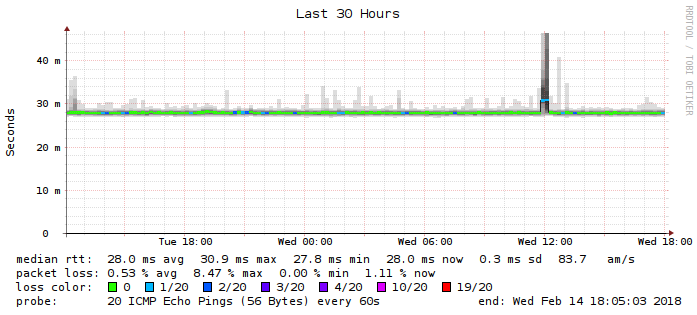 Last 30 Hours
RRDTOOL / TOBI OETIKER
Seconds
40 m
30 m
20 m
10 m
0
Tue 18:00 Wed 00:00 Wed 06:00 Wed 12:00 Wed 18:00
median rtt: 28.0 ms avg 30.9 ms max 27.8 ms min 28.0 ms now 0.3 ms sd 83.7 am/s
packet loss: 0.53 % avg 8.47 % max 0.00 % min 1.11 % now
loss color: 0 1/20 2/20 3/20 4/20 10/20 19/20
probe: 20 ICMP Echo Pings (56 Bytes) every 60s end: Wed Feb 14 18:05:03 2018